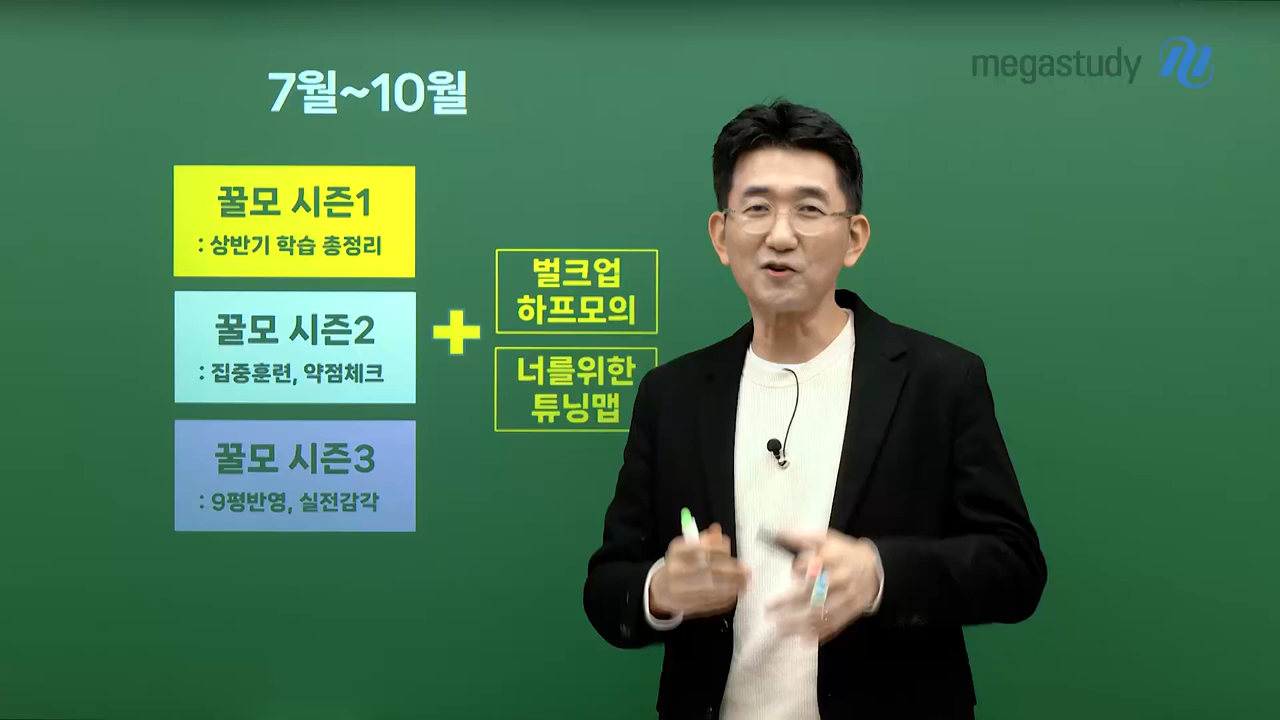 7월~10월
megastudy
꿀모 시즌1
: 상반기 학습 총정리
꿀모 시즌2
: 집중훈련, 약점체크
꿀모 시즌3
: 9평반영, 실전감각
벌크업
하프모의
너를위한
튜닝맵